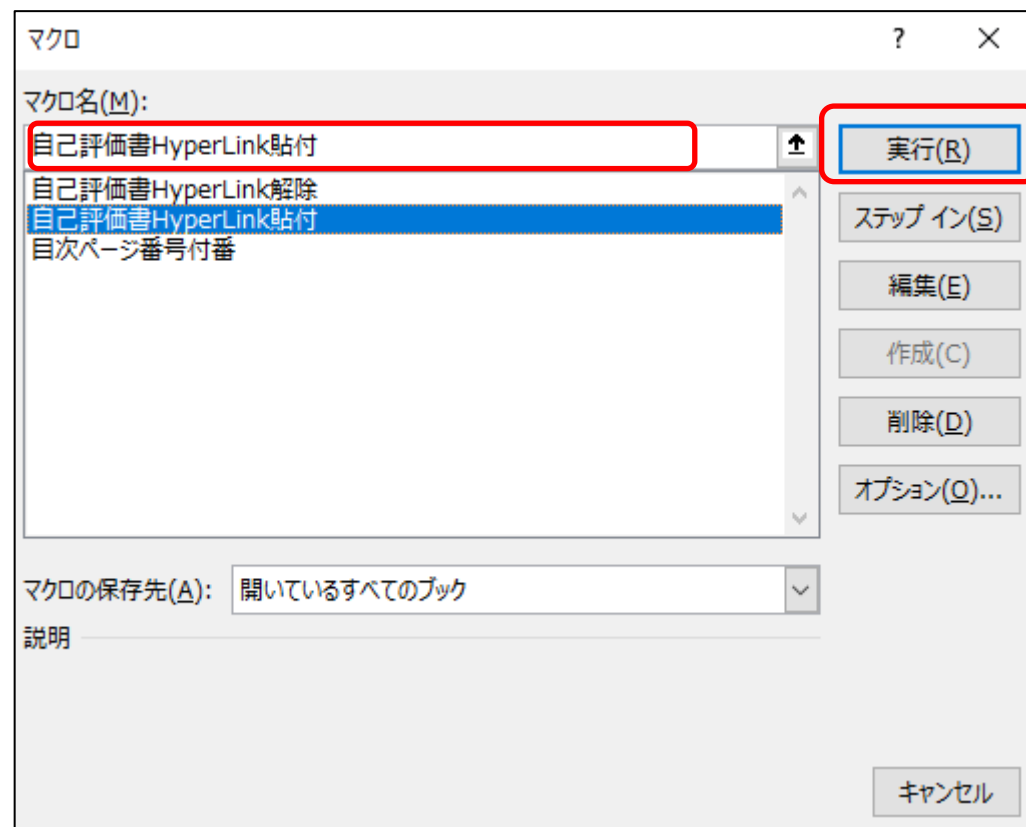 マクロ
?
マクロ名(M):
自己評価書HyperLink貼付
実行(R)
自己評価書HyperLink解除
自己評価書HyperLink貼付
目次ページ番号付番
ステップ イン(S)
編集(E)
作成(C)
削除(D)
オプション(O)...
マクロの保存先(A):
開いているすべてのブック
説明
キャンセル